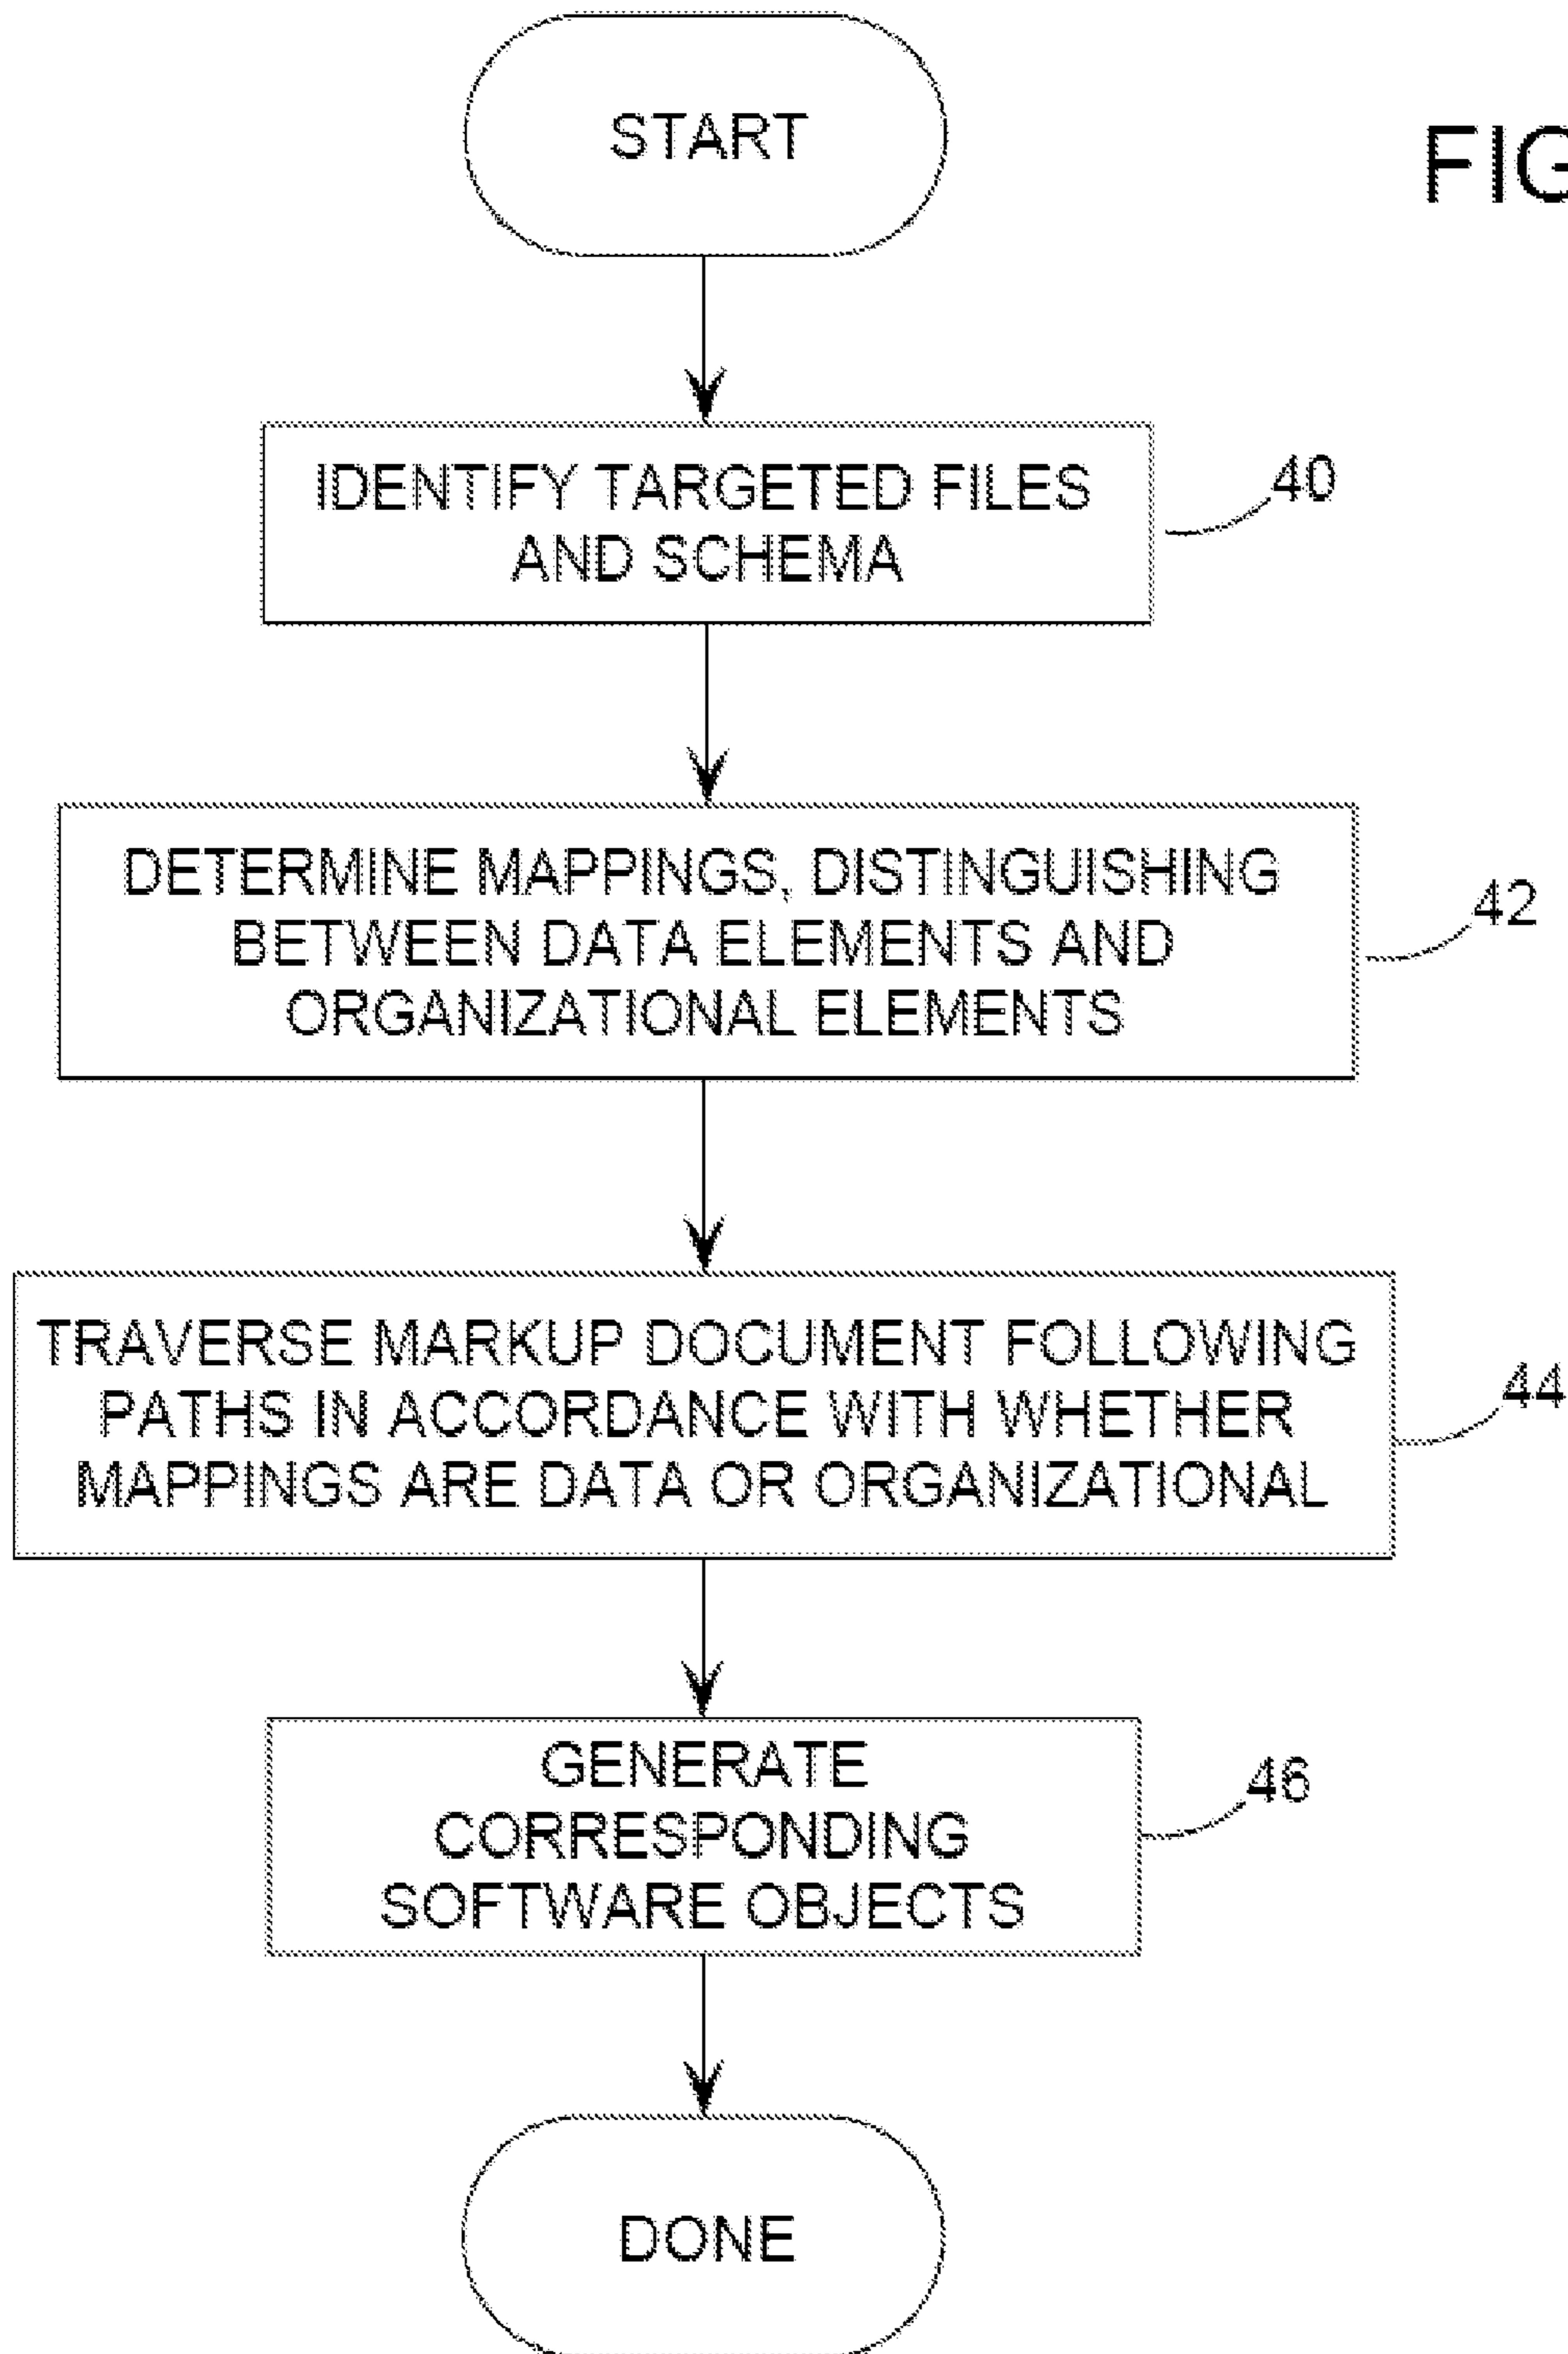 START
FIG
IDENTIFY TARGETED FILES
AND SCHEMA
40
DETERMINE MAPPINGS, DISTINGUISHING
BETWEEN DATA ELEMENTS AND
ORGANIZATIONAL ELEMENTS
42
TRAVERSE MARKUP DOCUMENT FOLLOWING
PATHS IN ACCORDANCE WITH WHETHER
MAPPINGS ARE DATA OR ORGANIZATIONAL
44
GENERATE
CORRESPONDING
SOFTWARE OBJECTS
46
DONE